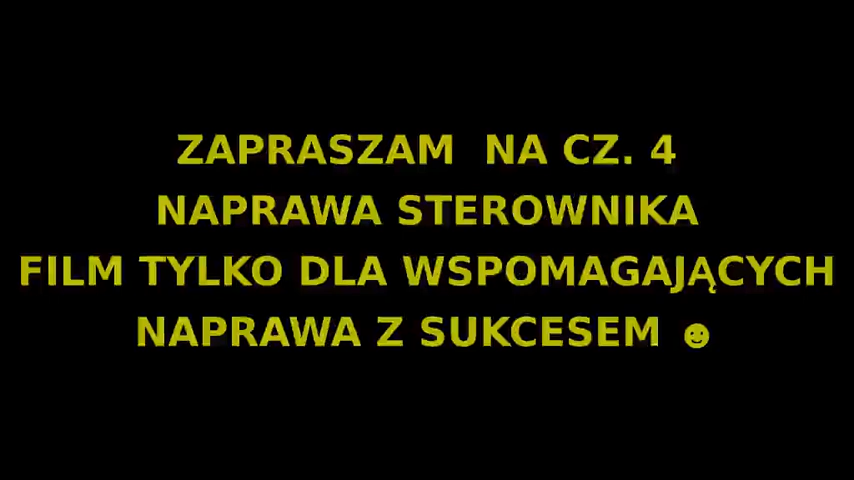 ZAPRASZAM  NA CZ. 4
NAPRAWA STEROWNIKA
FILM TYLKO DLA WSPOMAGAJĄCYCH
NAPRAWA Z SUKCESEM ☻